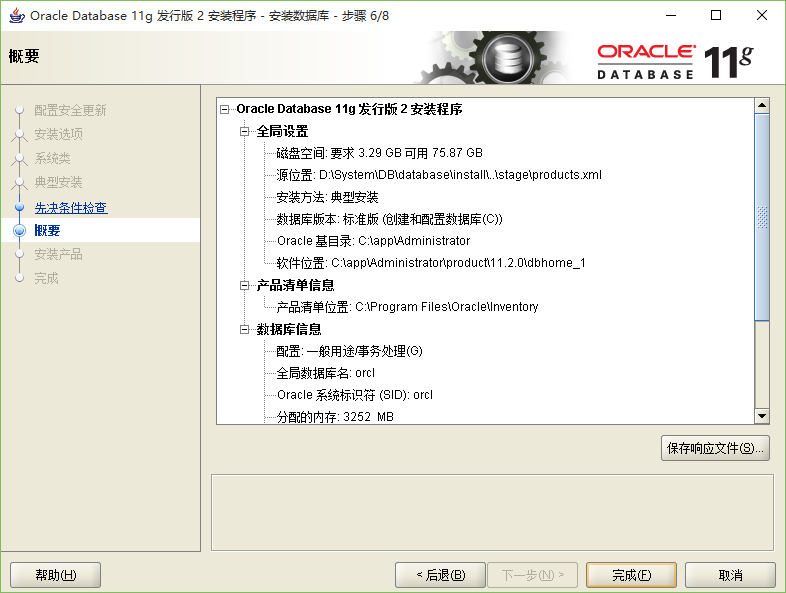 Oracle Database 11g 发行版 2 安装程序 - 安装数据库 - 步骤 6/8
概要
ORACLE
DATABASE 11g
配置安全更新
安装选项
系统类
典型安装
先决条件检查
概要
安装产品
完成
Oracle Database 11g 发行版 2 安装程序
全局设置
磁盘空间: 要求 3.29 GB 可用 75.87 GB
源位置: D:\System\DB\database\install\..\stage\products.xml
安装方法: 典型安装
数据库版本: 标准版 (创建和配置数据库(C))
Oracle 基目录: C:\app\Administrator
软件位置: C:\app\Administrator\product\11.2.0\dbhome_1
产品清单信息
产品清单位置: C:\Program Files\Oracle\Inventory
数据库信息
配置: 一般用途/事务处理(G)
全局数据库名: orcl
Oracle 系统标识符 (SID): orcl
分配的内存: 3252 MB
保存响应文件(S)...
帮助(H)
< 后退(B)
下一步(N) >
完成(F)
取消